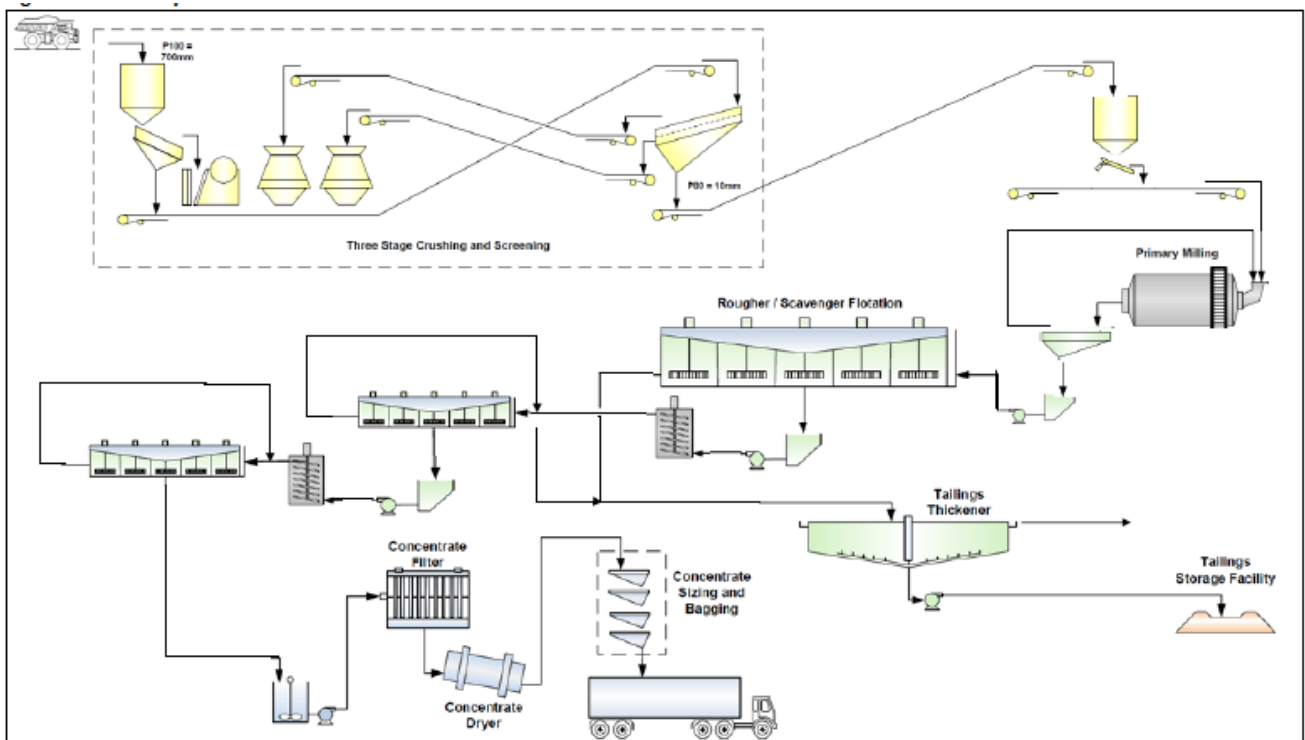 P100 =
700mm
P80 = 10mm
Three Stage Crushing and Screening
Primary Milling
Rougher / Scavenger Flotation
Tailings
Thickener
Tailings
Storage Facility
Concentrate
Filter
Concentrate
Sizing and
Bagging
Concentrate
Dryer